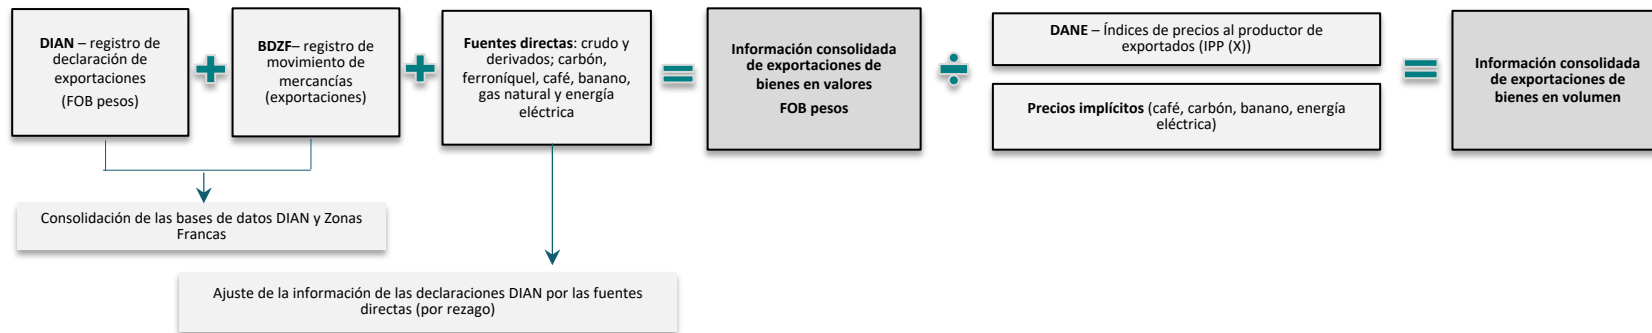 DIAN – registro de
declaración de
exportaciones
(FOB pesos)
BDZF– registro de
movimiento de
mercancías
(exportaciones)
Fuentes directas: crudo y
derivados; carbón,
ferroníquel, café, banano,
gas natural y energía
eléctrica
Información consolidada
de exportaciones de
bienes en valores
FOB pesos
DANE – Índices de precios al productor de
exportados (IPP (X))
Precios implícitos (café, carbón, banano, energía
eléctrica)
Información consolidada
de exportaciones de
bienes en volumen
Consolidación de las bases de datos DIAN y Zonas
Francas
Ajuste de la información de las declaraciones DIAN por las fuentes
directas (por rezago)